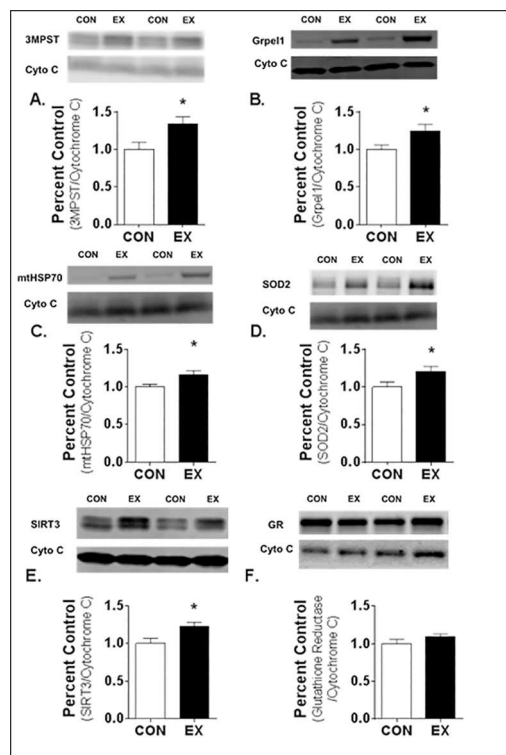 CON EX CON EX
3MPST
Cyto C
A.
Percent Control
(3MPST/Cytochrome C)
1.5
1.0
0.5
0.0
*
CON EX
CON EX CON EX
Grpel1
Cyto C
B.
Percent Control
(Grpel1/Cytochrome C)
1.5
1.0
0.5
0.0
*
CON EX
CON EX CON EX
mtHSP70
Cyto C
C.
Percent Control
(mtHSP70/Cytochrome C)
1.5
1.0
0.5
0.0
*
CON EX
CON EX CON EX
SOD2
Cyto C
D.
Percent Control
(SOD2/Cytochrome C)
1.5
1.0
0.5
0.0
*
CON EX
CON EX CON EX
SIRT3
Cyto C
E.
Percent Control
(SIRT3/Cytochrome C)
1.5
1.0
0.5
0.0
*
CON EX
CON EX CON EX
GR
Cyto C
F.
Percent Control
(Glutathione Reductase
/Cytochrome C)
1.5
1.0
0.5
0.0
CON EX